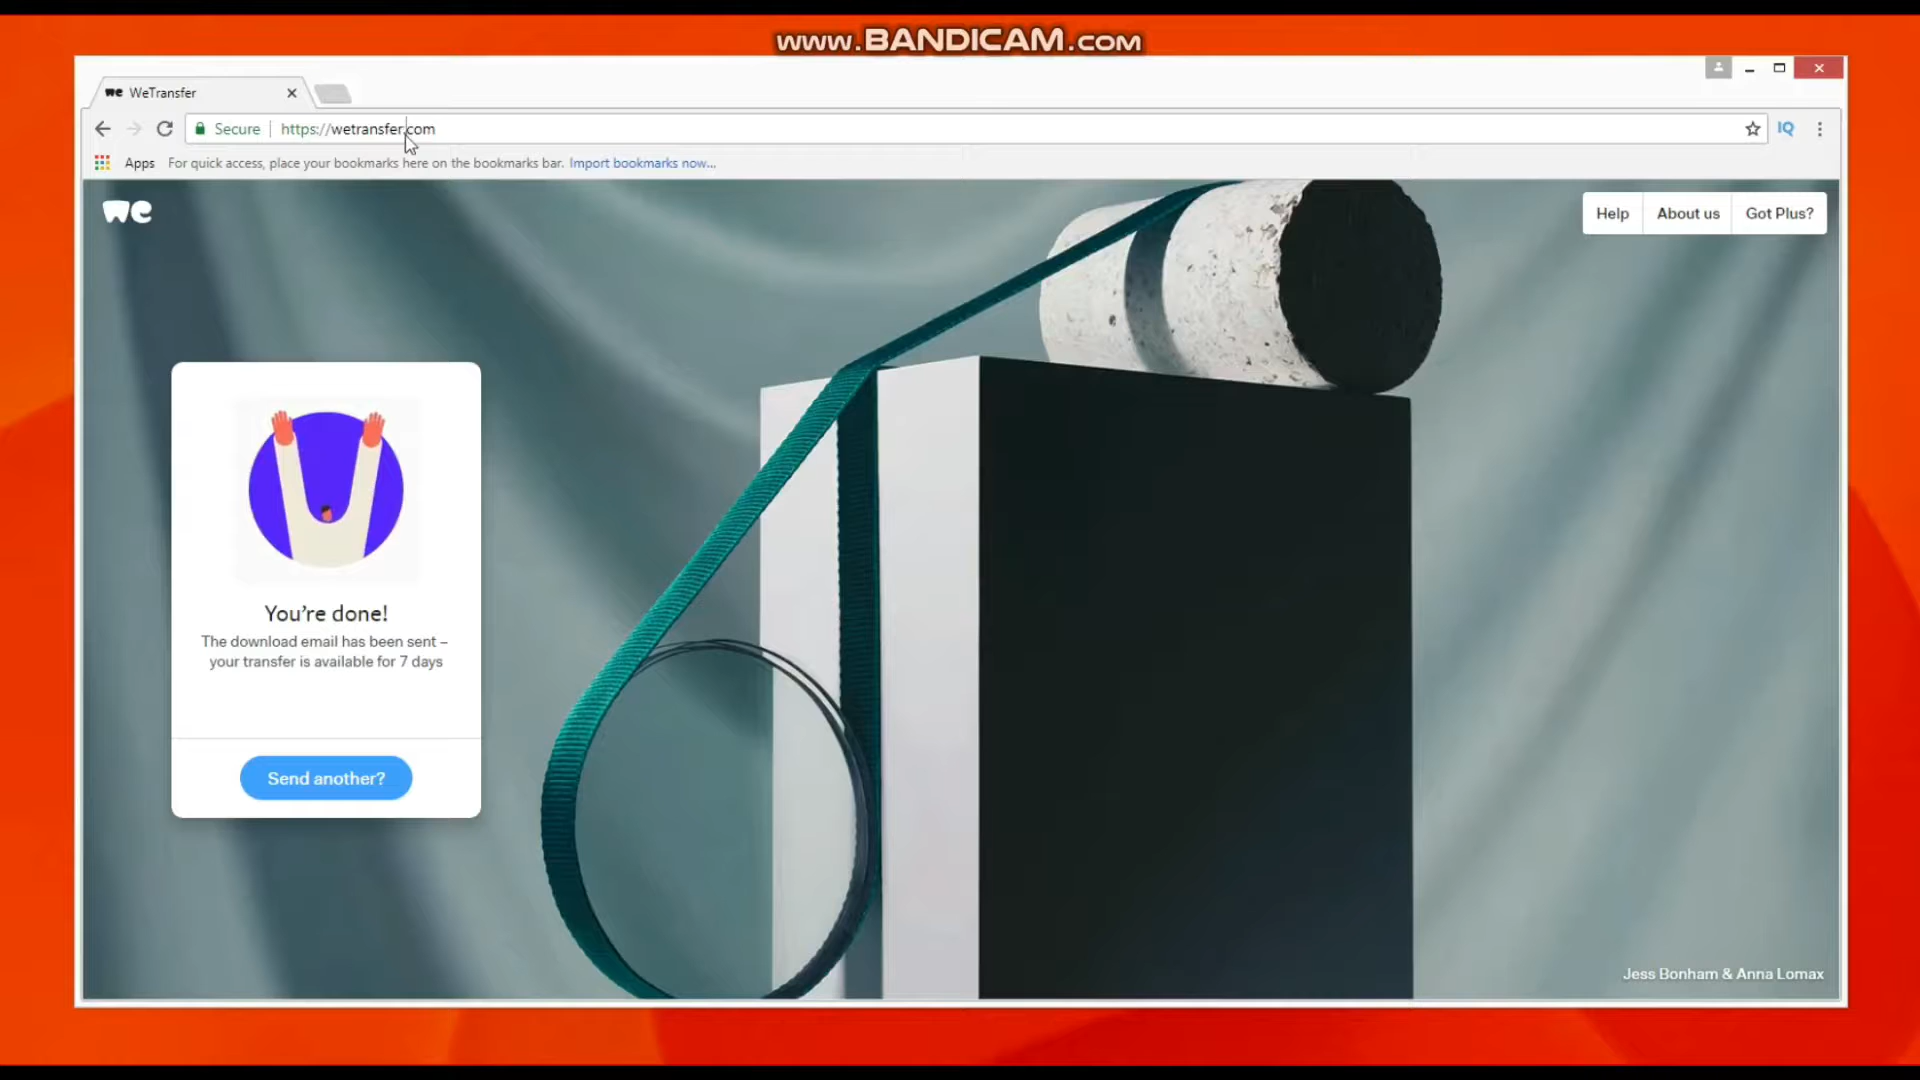 www.BANDICAM.com
we WeTransfer
Secure https://wetransfer.com IQ
Apps For quick access, place your bookmarks here on the bookmarks bar. Import bookmarks now...
we
Help About us Got Plus?
You're done!
The download email has been sent –
your transfer is available for 7 days
Send another?
Jess Bonham & Anna Lomax